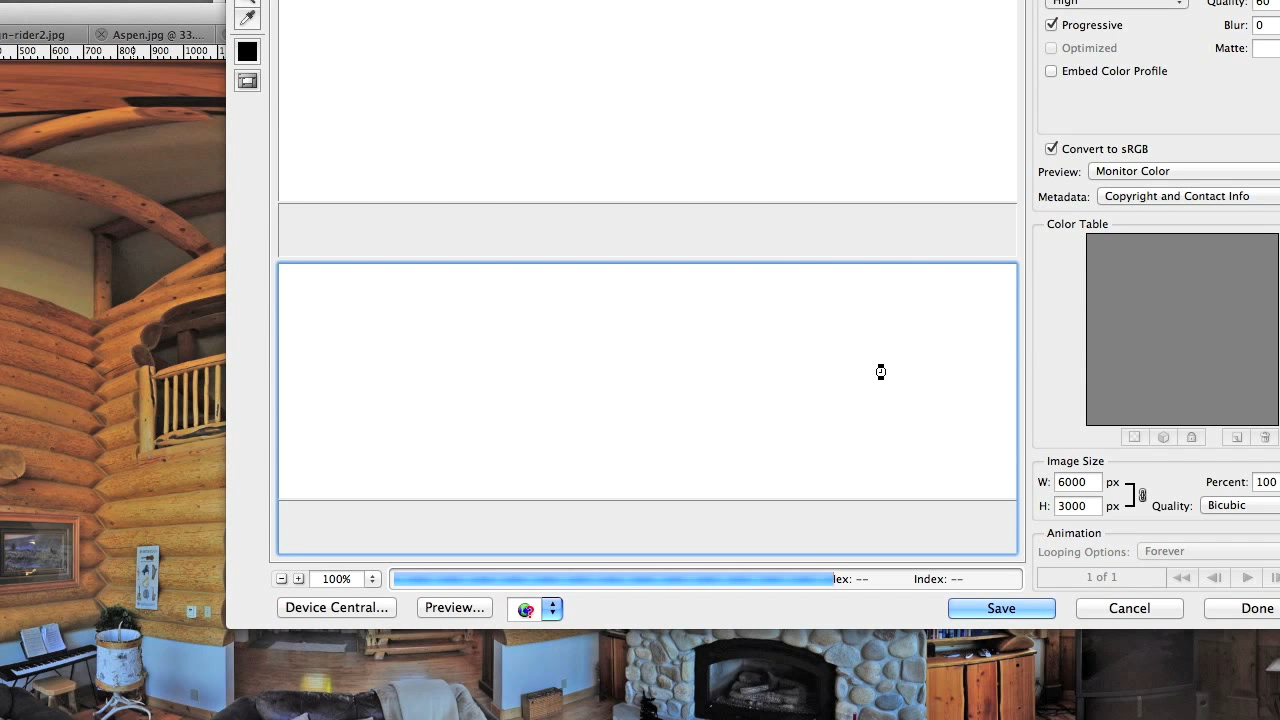 n-rider2.jpg
Aspen.jpg @ 33....
500 600 700 800 900 1000 1
High
Quality: 60
Progressive
Blur: 0
Optimized
Matte:
Embed Color Profile
Convert to sRGB
Preview: Monitor Color
Metadata: Copyright and Contact Info
Color Table
Image Size
W: 6000 px
Percent: 100
H: 3000 px
Quality: Bicubic
Animation
Looping Options: Forever
1 of 1
100%
lex: --
Index: --
Device Central...
Preview...
Save
Cancel
Done